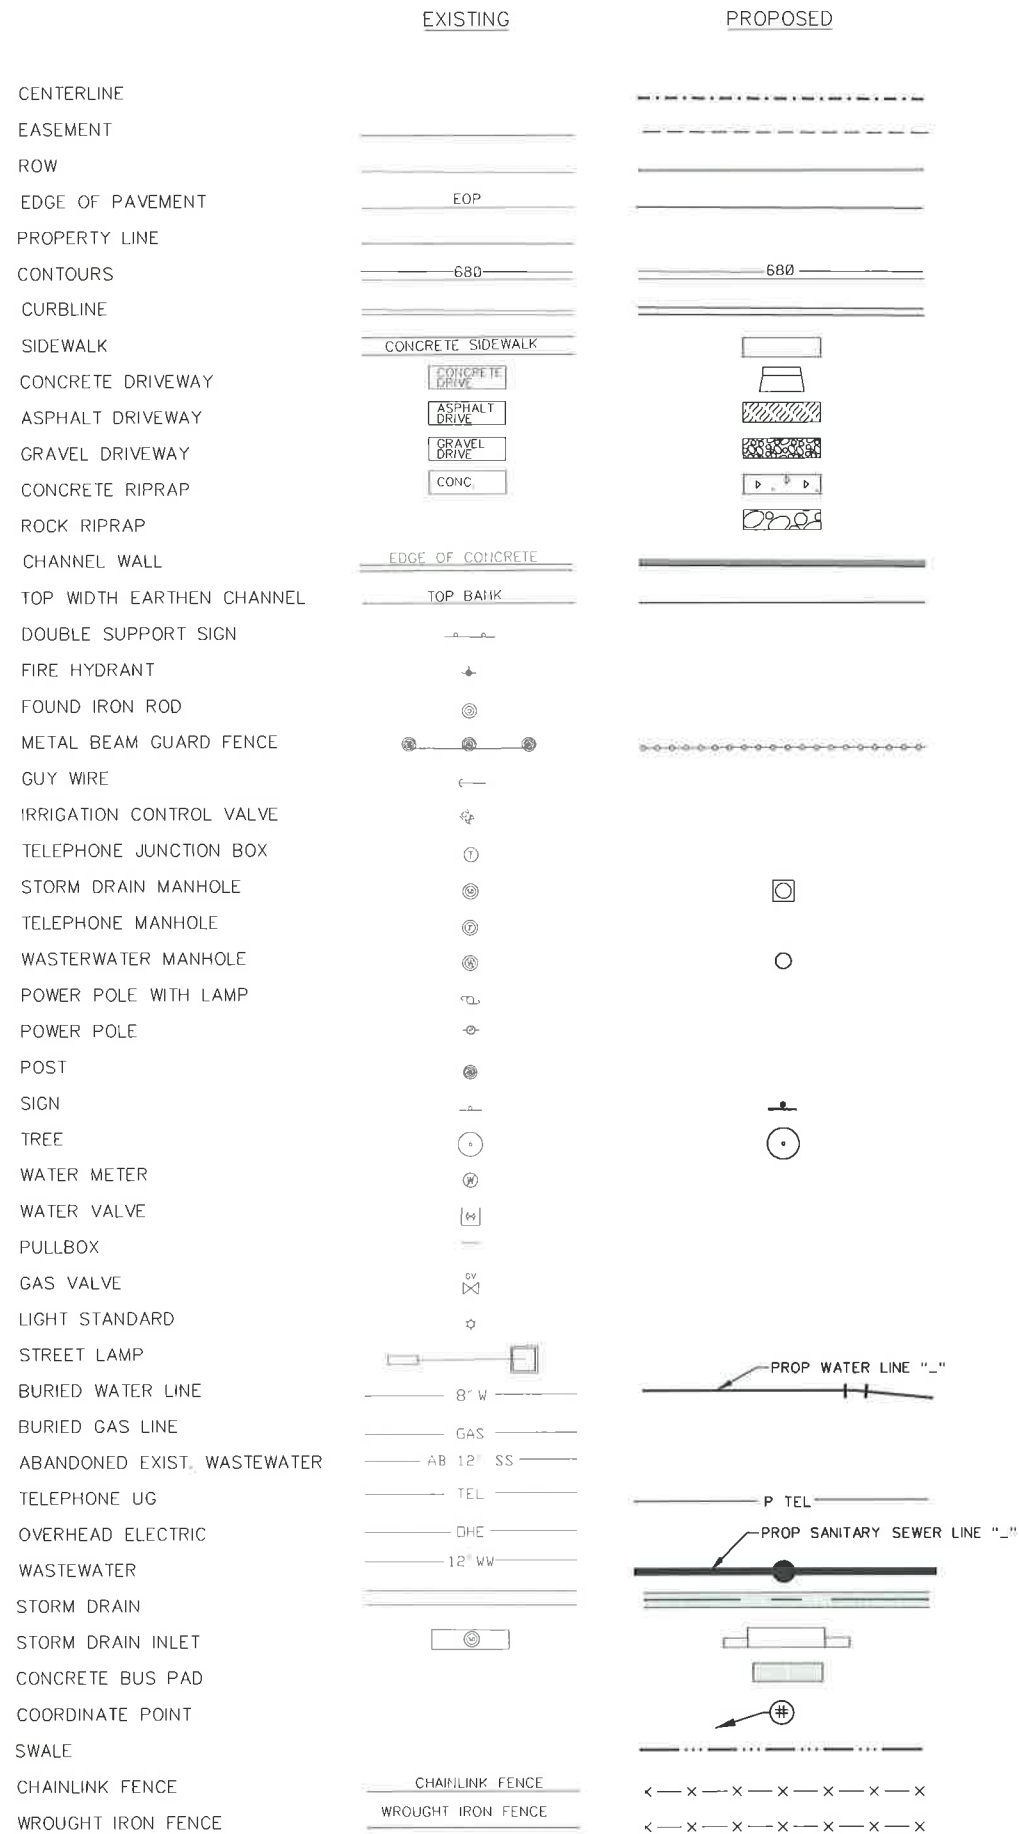 EXISTING PROPOSED
CENTERLINE
EASEMENT
ROW
EDGE OF PAVEMENT EOP
PROPERTY LINE
CONTOURS 680 680
CURBLINE
SIDEWALK CONCRETE SIDEWALK
CONCRETE DRIVEWAY CONCRETE DRIVE
ASPHALT DRIVEWAY ASPHALT DRIVE
GRAVEL DRIVEWAY GRAVEL DRIVE
CONCRETE RIPRAP CONC.
ROCK RIPRAP
CHANNEL WALL EDGE OF CONCRETE
TOP WIDTH EARTHEN CHANNEL TOP BANK
DOUBLE SUPPORT SIGN
FIRE HYDRANT
FOUND IRON ROD
METAL BEAM GUARD FENCE
GUY WIRE
IRRIGATION CONTROL VALVE
TELEPHONE JUNCTION BOX T
STORM DRAIN MANHOLE
TELEPHONE MANHOLE T
WASTERWATER MANHOLE W
POWER POLE WITH LAMP
POWER POLE
POST
SIGN
TREE
WATER METER W
WATER VALVE
PULLBOX
GAS VALVE GV
LIGHT STANDARD
STREET LAMP
PROP WATER LINE "_"
BURIED WATER LINE 8" W
BURIED GAS LINE GAS
ABANDONED EXIST. WASTEWATER AB 12" SS
TELEPHONE UG TEL P TEL
OVERHEAD ELECTRIC OHE PROP SANITARY SEWER LINE "_"
WASTEWATER 12" WW
STORM DRAIN
STORM DRAIN INLET
CONCRETE BUS PAD
COORDINATE POINT #
SWALE
CHAINLINK FENCE CHAINLINK FENCE
WROUGHT IRON FENCE WROUGHT IRON FENCE